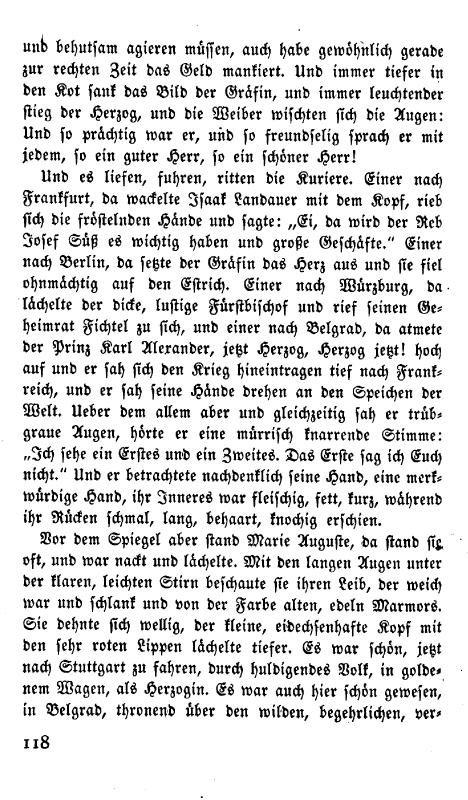 und behutsam agieren müssen, auch habe gewöhnlich gerade
zur rechten Zeit das Geld mankiert. Und immer tiefer in
den Kot sank das Bild der Gräfin, und immer leuchtender
stieg der Herzog, und die Weiber wischten sich die Augen:
Und so prächtig war er, und so freundselig sprach er mit
jedem, so ein guter Herr, so ein schöner Herr!
Und es liefen, fuhren, ritten die Kuriere. Einer nach
Frankfurt, da wackelte Isaak Landauer mit dem Kopf, rieb
sich die fröstelnden Hände und sagte: „Ei, da wird der Reb
Josef Süß es wichtig haben und große Geschäfte.“ Einer
nach Berlin, da setzte der Gräfin das Herz aus und sie fiel
ohnmächtig auf den Estrich. Einer nach Würzburg, da
lächelte der dicke, lustige Fürstbischof und rief seinen Ge-
heimrat Fichtel zu sich, und einer nach Belgrad, da atmete
der Prinz Karl Alexander, jetzt Herzog, Herzog jetzt! hoch
auf und er sah sich den Krieg hineintragen tief nach Frank-
reich, und er sah seine Hände drehen an den Speichen der
Welt. Ueber dem allem aber und gleichzeitig sah er trüb-
graue Augen, hörte er eine mürrisch knarrende Stimme:
„Ich sehe ein Erstes und ein Zweites. Das Erste sag ich Euch
nicht.“ Und er betrachtete nachdenklich seine Hand, eine merk-
würdige Hand, ihr Inneres war fleischig, fett, kurz, während
ihr Rücken schmal, lang, behaart, knochig erschien.
Vor dem Spiegel aber stand Marie Auguste, da stand sie
oft, und war nackt und lächelte. Mit den langen Augen unter
der klaren, leichten Stirn beschaute sie ihren Leib, der weich
war und schlank und von der Farbe alten, edeln Marmors.
Sie dehnte sich wellig, der kleine, eidechsenhafte Kopf mit
den sehr roten Lippen lächelte tiefer. Es war schön, jetzt
nach Stuttgart zu fahren, durch huldigendes Volk, in golde-
nem Wagen, als Herzogin. Es war auch hier schön gewesen,
in Belgrad, thronend über den wilden, begehrlichen, ver-
118